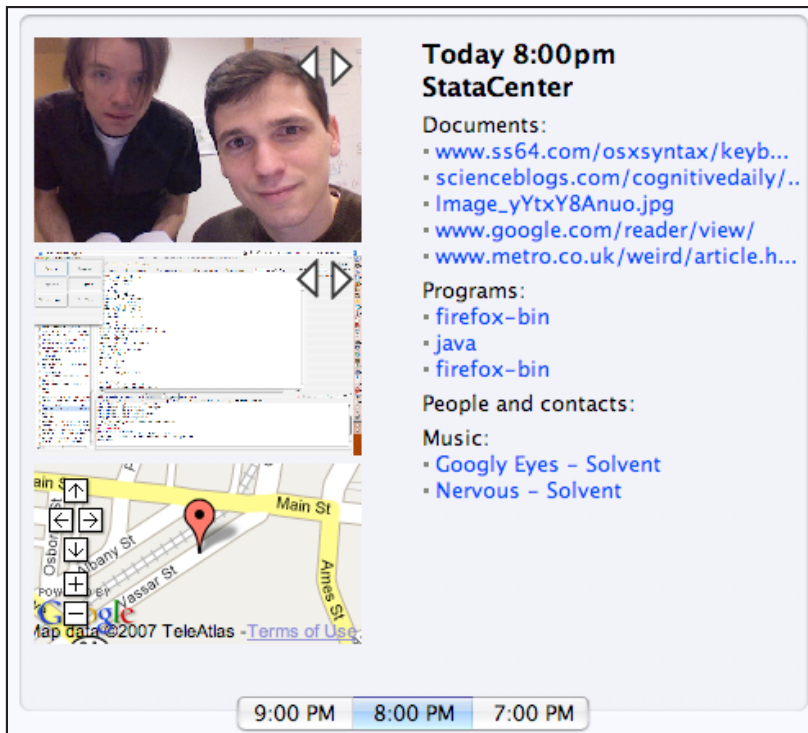 Today 8:00pm
StataCenter
Documents:
www.ss64.com/osxsyntax/keyb...
scienceblogs.com/cognitivedaily/..
Image_yYtxY8Anuo.jpg
www.google.com/reader/view/
www.metro.co.uk/weird/article.h...
Programs:
firefox-bin
java
firefox-bin
People and contacts:
Music:
Googly Eyes – Solvent
Nervous – Solvent
Main St
Albany St
Vassar St
Ames St
Google
Map data ©2007 TeleAtlas - Terms of Use
9:00 PM 8:00 PM 7:00 PM